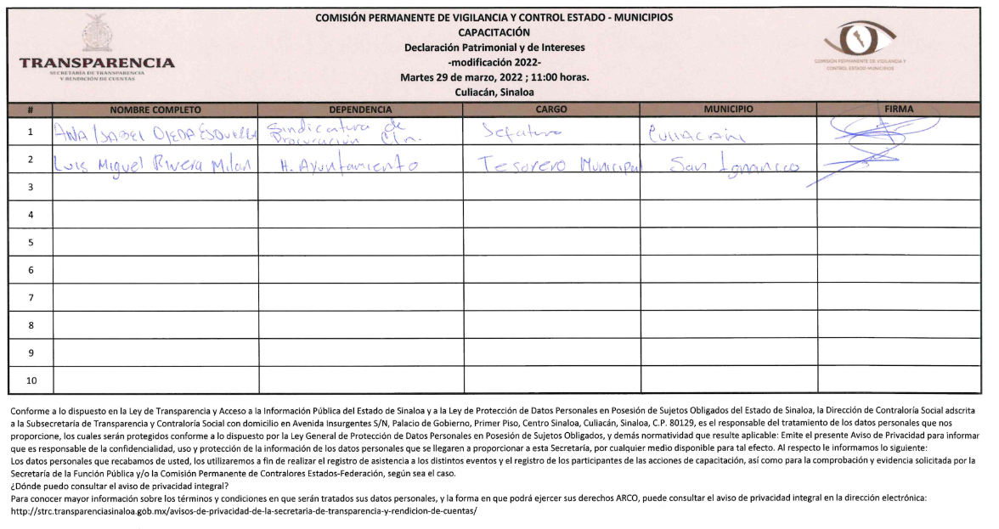 TRANSPARENCIA
SECRETARÍA DE TRANSPARENCIA
Y RENDICIÓN DE CUENTAS
COMISIÓN PERMANENTE DE VIGILANCIA Y CONTROL ESTADO - MUNICIPIOS
CAPACITACIÓN
Declaración Patrimonial y de Intereses
-modificación 2022-
Martes 29 de marzo, 2022 ; 11:00 horas.
Culiacán, Sinaloa
COMISIÓN PERMANENTE DE VIGILANCIA Y
CONTROL ESTADO-MUNICIPIOS
# NOMBRE COMPLETO DEPENDENCIA CARGO MUNICIPIO FIRMA
1 ANA ISABEL OJEDA ESQUELLA Sindicatura de Procuración Cln. Jefatura CULIACAN
2 Luis Miguel Rivera Milan H. Ayuntamiento Tesorero Municipal San Ignacio
3
4
5
6
7
8
9
10
Conforme a lo dispuesto en la Ley de Transparencia y Acceso a la Información Pública del Estado de Sinaloa y a la Ley de Protección de Datos Personales en Posesión de Sujetos Obligados del Estado de Sinaloa, la Dirección de Contraloría Social adscrita
a la Subsecretaría de Transparencia y Contraloría Social con domicilio en Avenida Insurgentes S/N, Palacio de Gobierno, Primer Piso, Centro Sinaloa, Culiacán, Sinaloa, C.P. 80129, es el responsable del tratamiento de los datos personales que nos
proporcione, los cuales serán protegidos conforme a lo dispuesto por la Ley General de Protección de Datos Personales en Posesión de Sujetos Obligados, y demás normatividad que resulte aplicable: Emite el presente Aviso de Privacidad para informar
que es responsable de la confidencialidad, uso y protección de la información de los datos personales que se llegaren a proporcionar a esta Secretaría, por cualquier medio disponible para tal efecto. Al respecto le informamos lo siguiente:
Los datos personales que recabamos de usted, los utilizaremos a fin de realizar el registro de asistencia a los distintos eventos y el registro de los participantes de las acciones de capacitación, así como para la comprobación y evidencia solicitada por la
Secretaría de la Función Pública y/o la Comisión Permanente de Contralores Estados-Federación, según sea el caso.
¿Dónde puedo consultar el aviso de privacidad integral?
Para conocer mayor información sobre los términos y condiciones en que serán tratados sus datos personales, y la forma en que podrá ejercer sus derechos ARCO, puede consultar el aviso de privacidad integral en la dirección electrónica:
http://strc.transparenciasinaloa.gob.mx/avisos-de-privacidad-de-la-secretaria-de-transparencia-y-rendicion-de-cuentas/